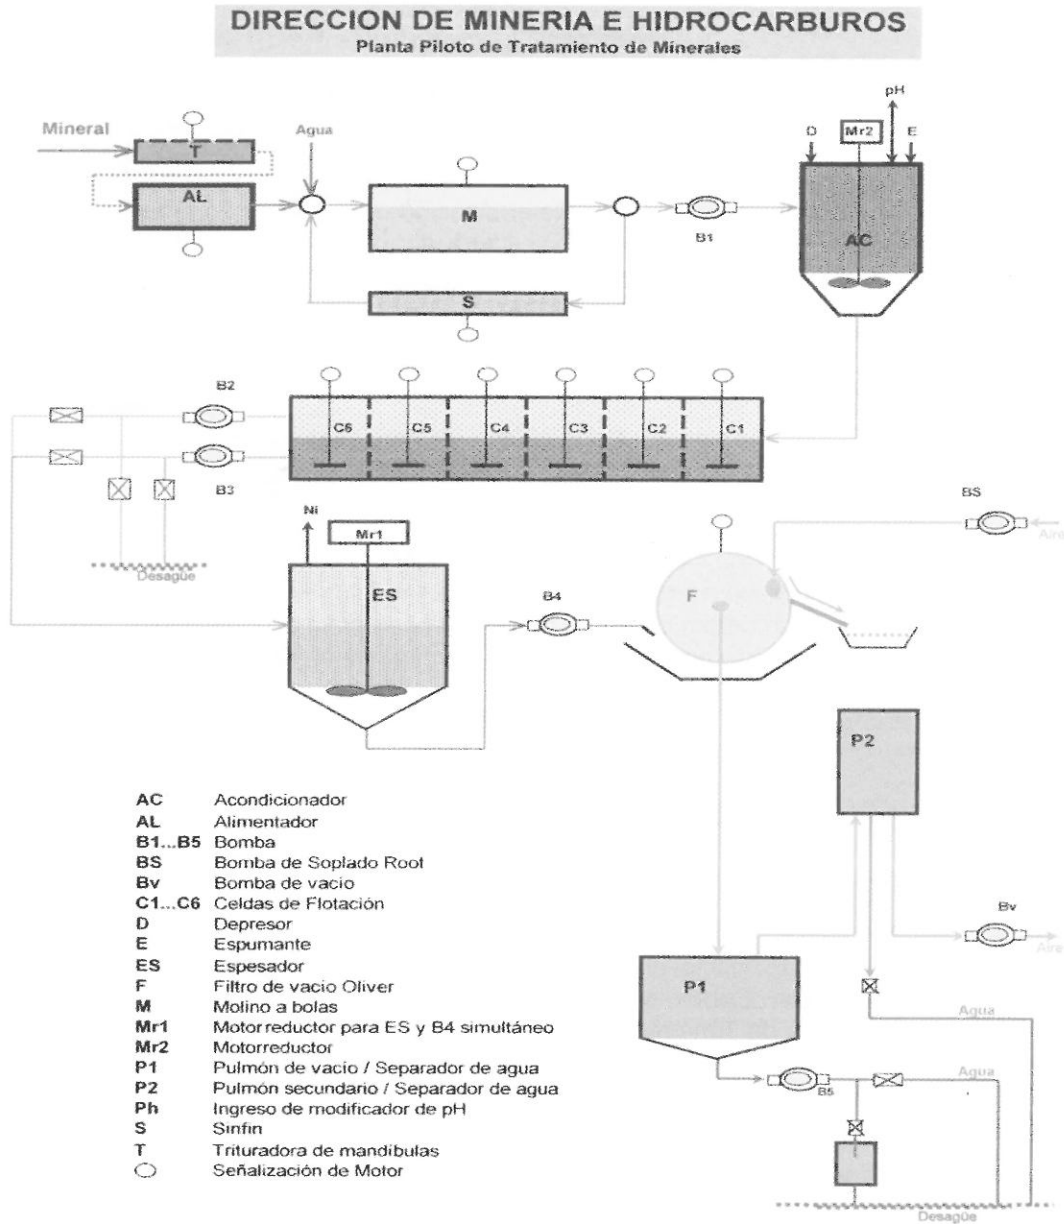 DIRECCION DE MINERIA E HIDROCARBUROS
Planta Piloto de Tratamiento de Minerales
Mineral
T
AL
Agua
M
S
B1
D
Mr2
pH
E
AC
B2
B3
C6
C5
C4
C3
C2
C1
Desagüe
Ni
Mr1
ES
B4
F
BS
Aire
P2
Bv
Aire
P1
Agua
Agua
B5
Desagüe
AC Acondicionador
AL Alimentador
B1...B5 Bomba
BS Bomba de Soplado Root
Bv Bomba de vacio
C1...C6 Celdas de Flotación
D Depresor
E Espumante
ES Espesador
F Filtro de vacio Oliver
M Molino a bolas
Mr1 Motorreductor para ES y B4 simultáneo
Mr2 Motorreductor
P1 Pulmón de vacío / Separador de agua
P2 Pulmón secundario / Separador de agua
Ph Ingreso de modificador de pH
S Sinfin
T Trituradora de mandíbulas
Señalización de Motor